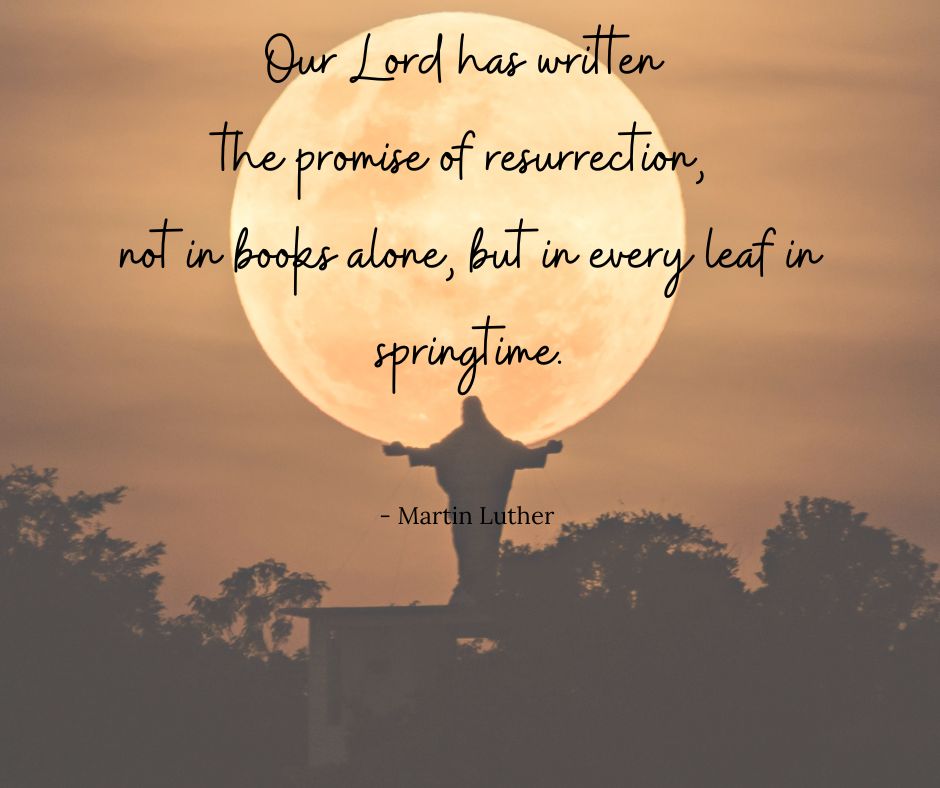 Our Lord has written
the promise of resurrection,
not in books alone, but in every leaf in
springtime.
- Martin Luther